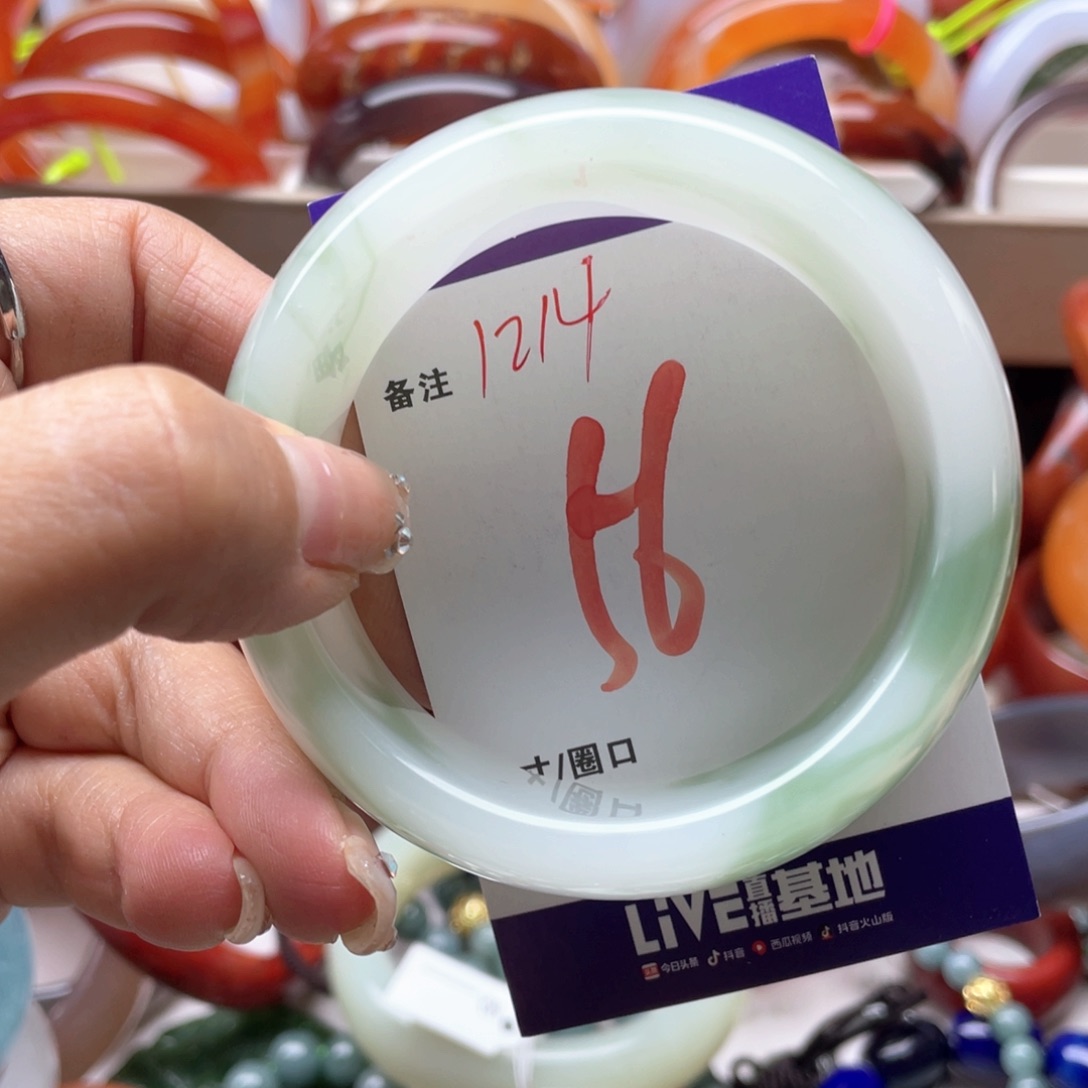 备注 1214
56
寸/圈口
LIVE直播基地
今日头条 抖音 西瓜视频 抖音火山版